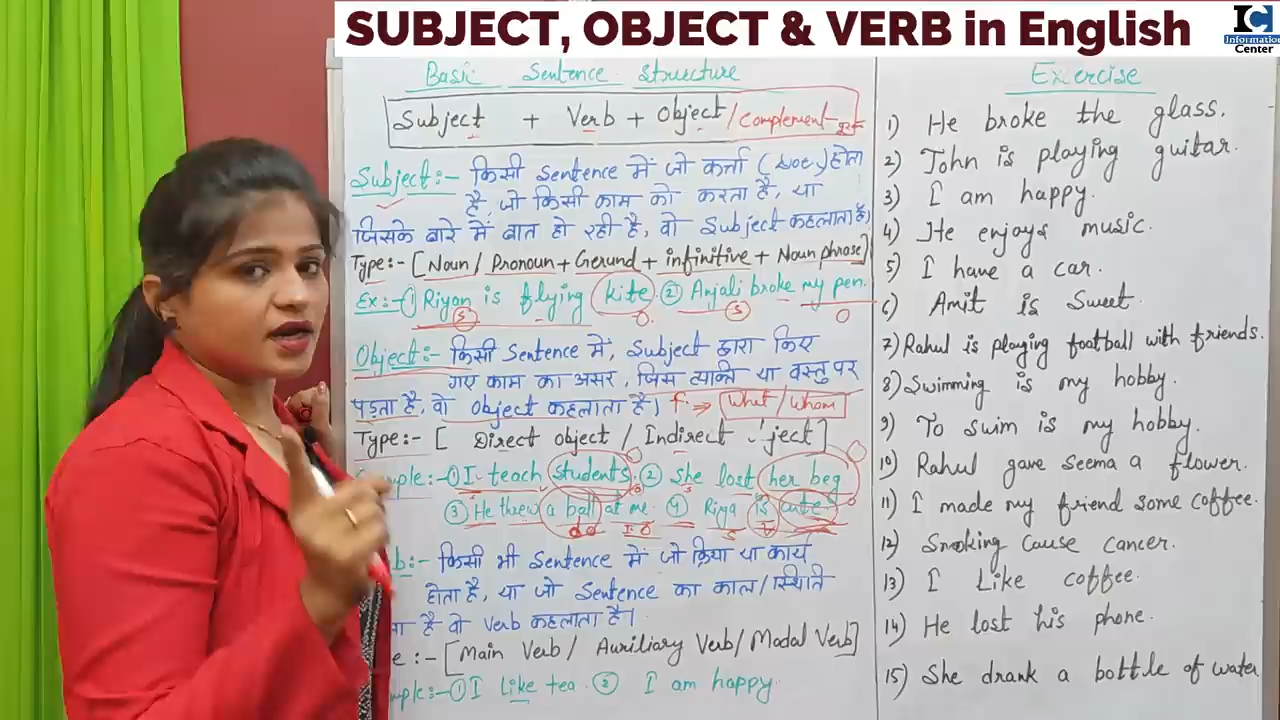 SUBJECT, OBJECT & VERB in English
IC
Information
Center
Basic Sentence Structure
Subject + Verb + Object / Complement
Subject :- किसी Sentence में जो कर्त्ता (doer) होता
है, जो किसी काम को करता है, या
जिसके बारे में बात हो रही है, वो Subject कहलाता है।
Type:- [Noun / Pronoun + Gerund + infinitive + Noun phrase]
Ex:- ① Riyan is flying kite. ② Anjali broke my pen.
S O S O
Object:- किसी Sentence में, Subject द्वारा किए
गए काम का असर, जिस व्यक्ति या वस्तु पर
पड़ता है, वो Object कहलाता है। What / Whom
Type:- [ Direct object / Indirect ject]
mple:- ① I teach students. ② She lost her beg
③ He threw a ball at me. ④ Riya is cute.
b:- किसी भी Sentence में जो क्रिया या कार्य
होता है, या जो Sentence का काल/स्थिति
ता है वो Verb कहलाता है।
e:- [Main Verb / Auxiliary Verb / Modal Verb]
mple:- ① I Like tea. ② I am happy.
Exercise
1) He broke the glass.
2) John is playing guitar.
3) I am happy.
4) He enjoys music.
5) I have a car.
6) Amit is Sweet.
7) Rahul is playing football with friends.
8) Swimming is my hobby.
9) To Swim is my hobby.
10) Rahul gave Seema a flower.
11) I made my friend some coffee.
12) Smoking cause cancer.
13) I Like coffee.
14) He lost his phone.
15) She drank a bottle of water